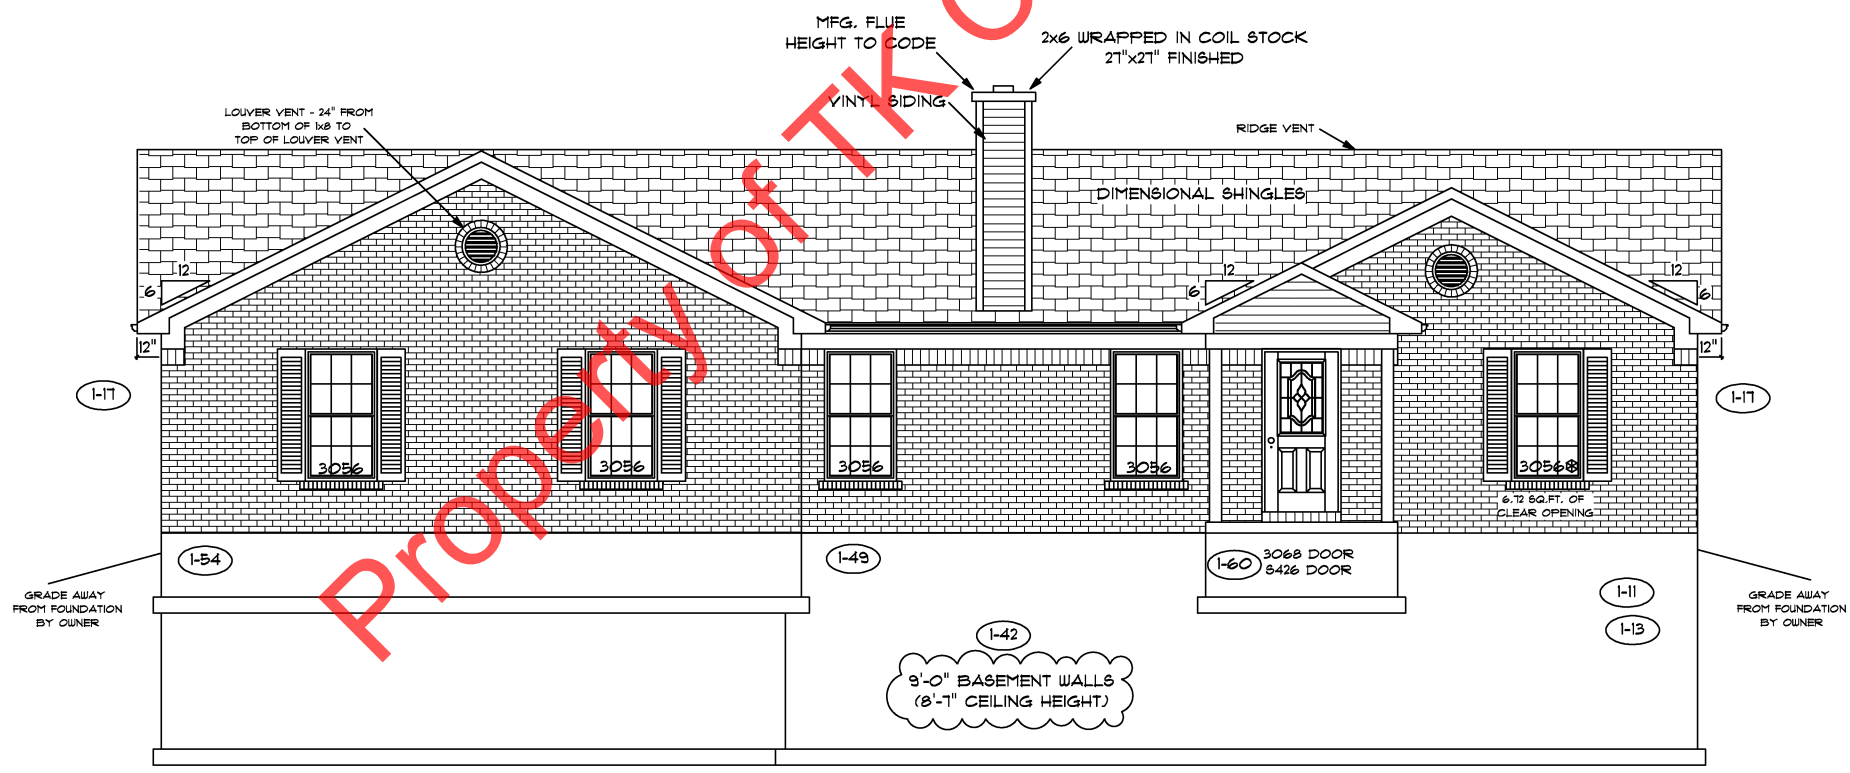 MFG. FLUE
HEIGHT TO CODE
2x6 WRAPPED IN COIL STOCK
27"x27" FINISHED
VINYL SIDING
LOUVER VENT - 24" FROM
BOTTOM OF 1x8 TO
TOP OF LOUVER VENT
RIDGE VENT
DIMENSIONAL SHINGLES
12
6
12
6
12
6
12"
12"
1-17
1-17
3056
3056
3056
3056
3056*
6.72 SQ.FT. OF
CLEAR OPENING
1-54
1-49
1-60
3068 DOOR
S426 DOOR
GRADE AWAY
FROM FOUNDATION
BY OWNER
1-11
1-13
GRADE AWAY
FROM FOUNDATION
BY OWNER
1-42
9'-0" BASEMENT WALLS
(8'-7" CEILING HEIGHT)
Property of TK